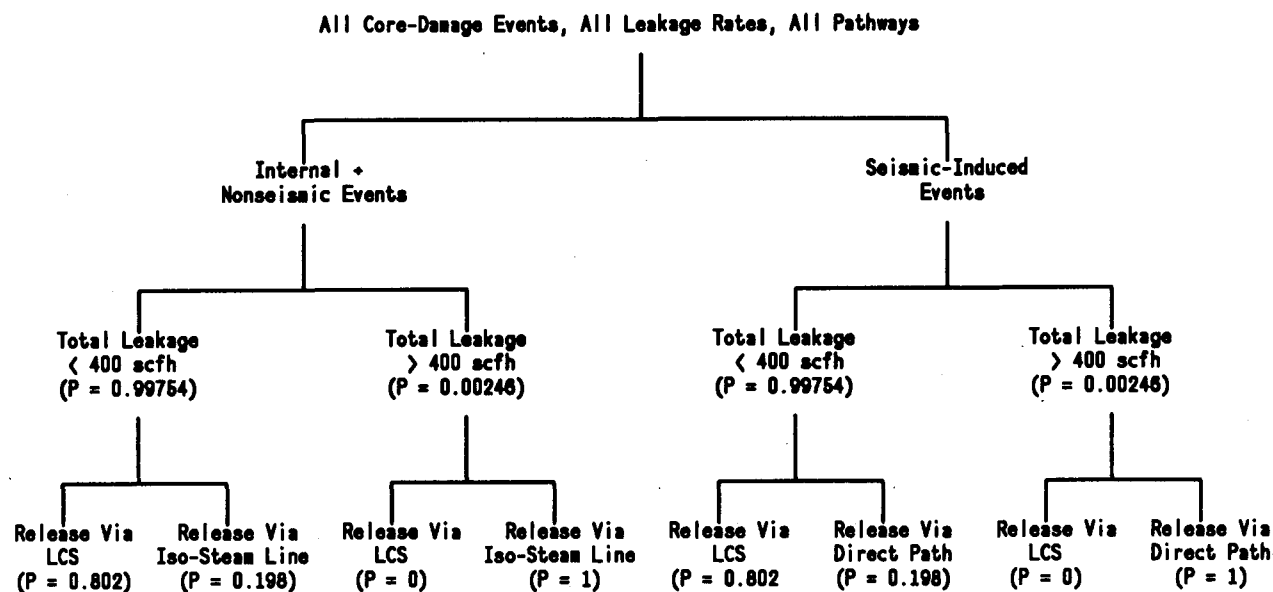 All Core-Damage Events, All Leakage Rates, All Pathways
Internal +
Nonseismic Events
Seismic-Induced
Events
Total Leakage
< 400 scfh
(P = 0.99754)
Total Leakage
> 400 scfh
(P = 0.00246)
Total Leakage
< 400 scfh
(P = 0.99754)
Total Leakage
> 400 scfh
(P = 0.00246)
Release Via
LCS
(P = 0.802)
Release Via
Iso-Steam Line
(P = 0.198)
Release Via
LCS
(P = 0)
Release Via
Iso-Steam Line
(P = 1)
Release Via
LCS
(P = 0.802
Release Via
Direct Path
(P = 0.198)
Release Via
LCS
(P = 0)
Release Via
Direct Path
(P = 1)